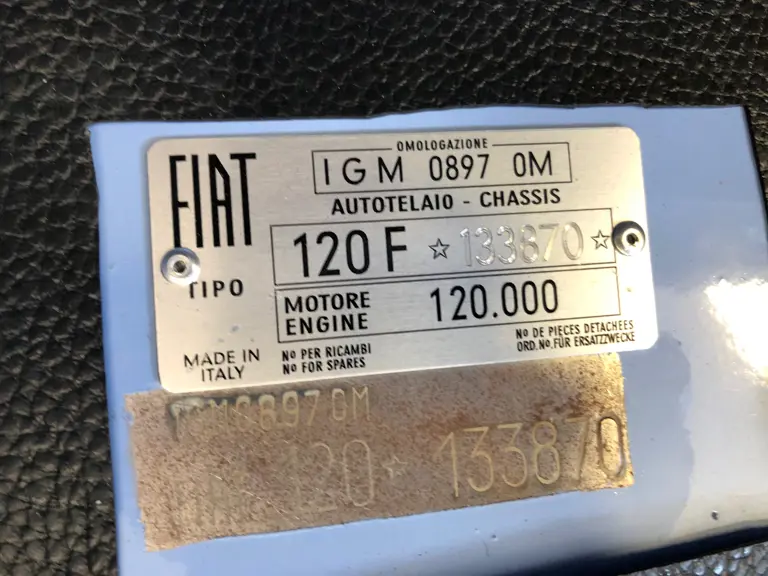 OMOLOGAZIONE
FIAT
IGM 0897 OM
AUTOTELAIO - CHASSIS
120 F ☆ 133870 ☆
TIPO
MOTORE
ENGINE
120.000
MADE IN
ITALY
No PER RICAMBI
No FOR SPARES
No DE PIECES DETACHEES
ORD.No.FÜR ERSATZZWECKE
IGM0897OM
120 ☆ 133870